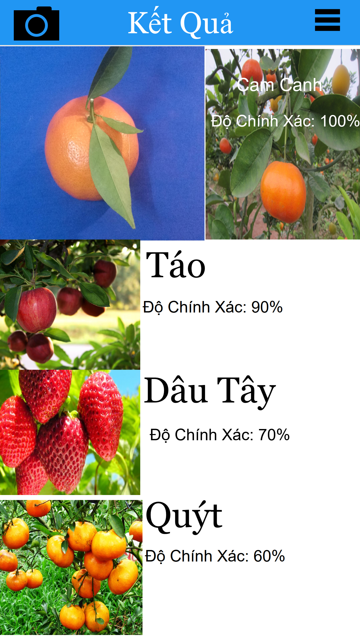 Kết Quả
Cam Canh
Độ Chính Xác: 100%
Táo
Độ Chính Xác: 90%
Dâu Tây
Độ Chính Xác: 70%
Quýt
Độ Chính Xác: 60%